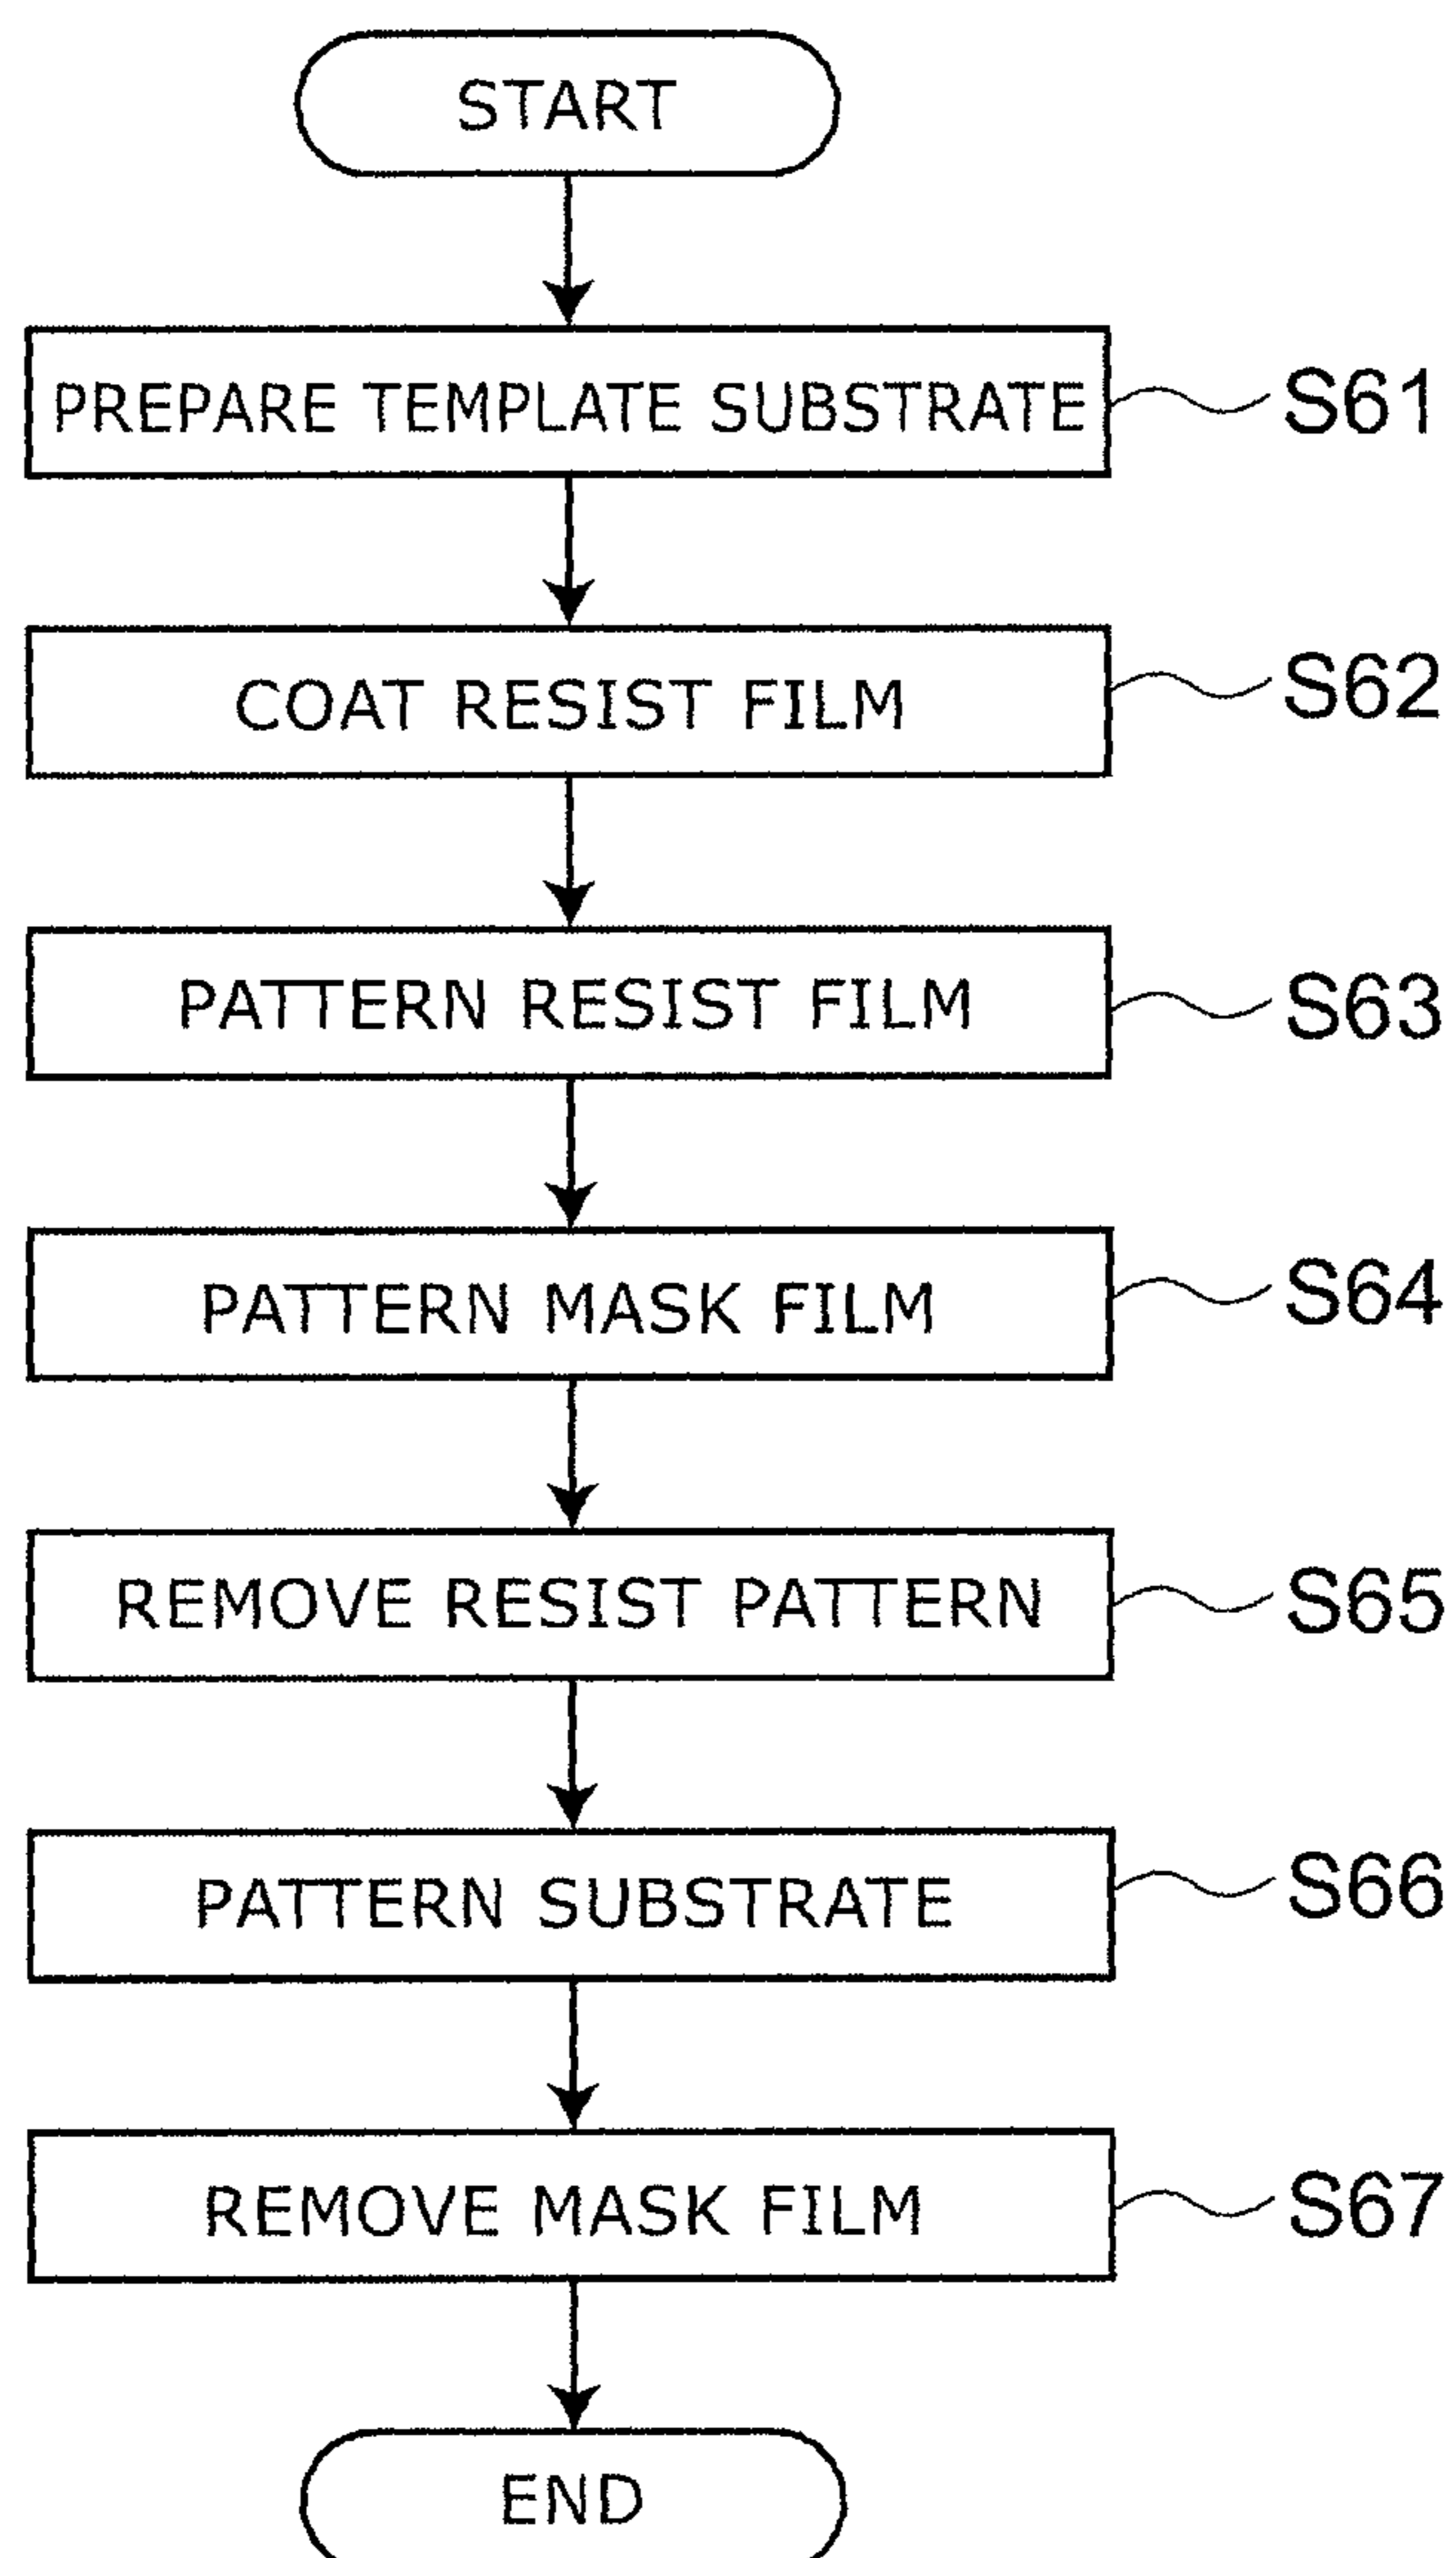 START
PREPARE TEMPLATE SUBSTRATE S61
COAT RESIST FILM S62
PATTERN RESIST FILM S63
PATTERN MASK FILM S64
REMOVE RESIST PATTERN S65
PATTERN SUBSTRATE S66
REMOVE MASK FILM S67
END